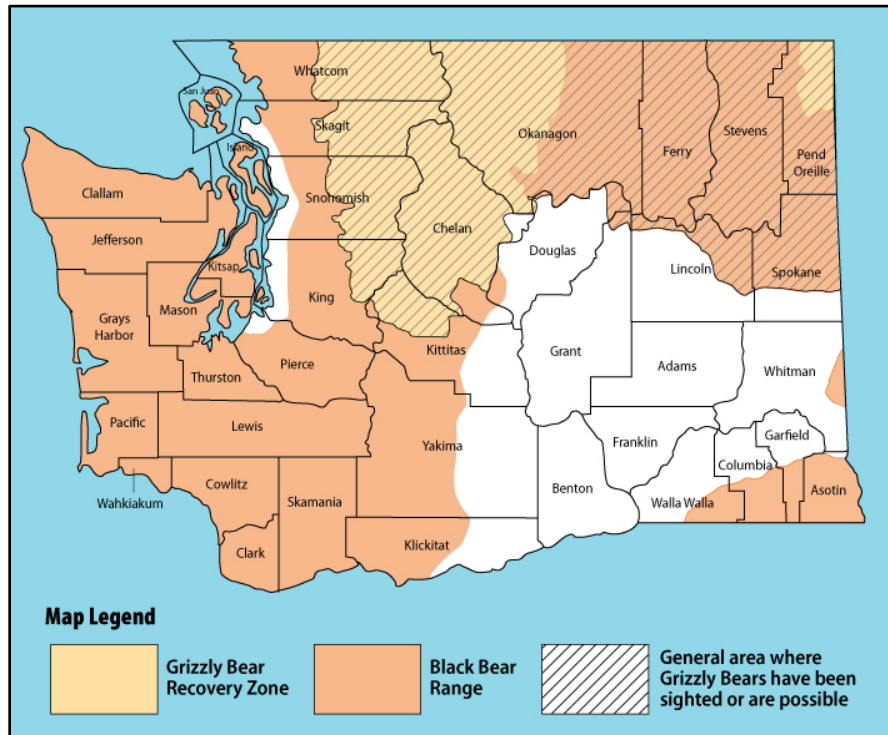 Whatcom
San Juan
Skagit
Okanagon
Ferry
Stevens
Pend
Oreille
Island
Clallam
Snohomish
Chelan
Jefferson
Douglas
Kitsap
Lincoln
Spokane
Grays
Harbor
Mason
King
Kittitas
Grant
Adams
Whitman
Thurston
Pierce
Pacific
Lewis
Yakima
Franklin
Garfield
Columbia
Wahkiakum
Cowlitz
Skamania
Benton
Walla Walla
Asotin
Clark
Klickitat
Map Legend
Grizzly Bear
Recovery Zone
Black Bear
Range
General area where
Grizzly Bears have been
sighted or are possible